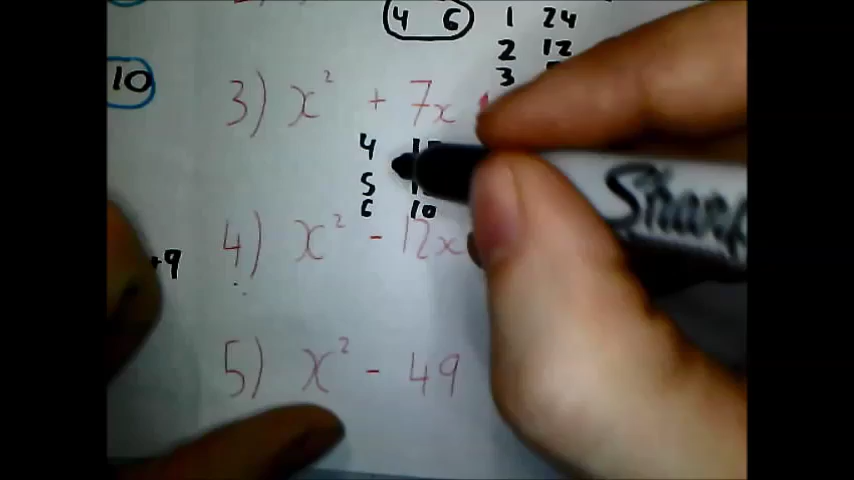 4 6 1 24
2 12
10 3
3) x² + 7x
4
5
6 10
4) x² - 12x
+9
5) x² - 49